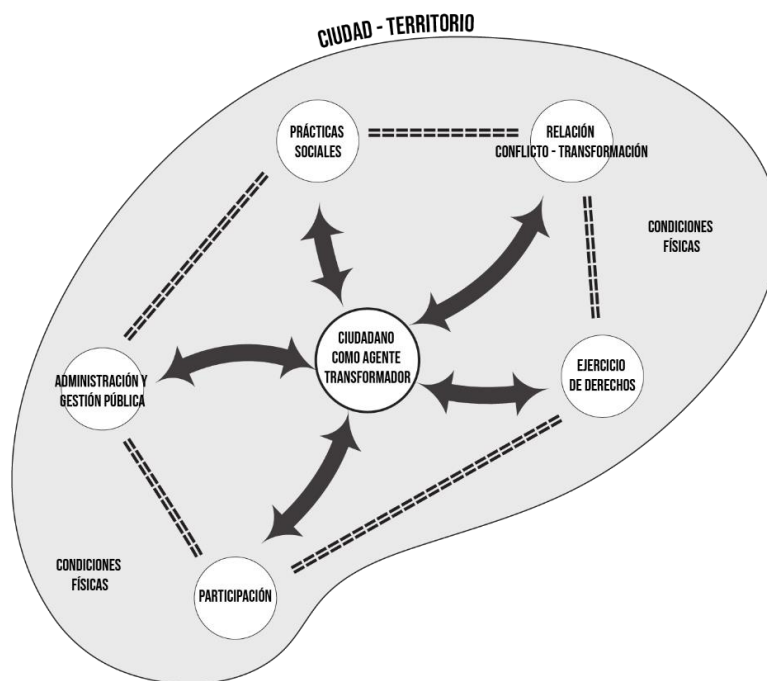 CIUDAD - TERRITORIO
PRÁCTICAS
SOCIALES
RELACIÓN
CONFLICTO - TRANSFORMACIÓN
CONDICIONES
FÍSICAS
CIUDADANO
COMO AGENTE
TRANSFORMADOR
ADMINISTRACIÓN Y
GESTIÓN PÚBLICA
EJERCICIO
DE DERECHOS
CONDICIONES
FÍSICAS
PARTICIPACIÓN